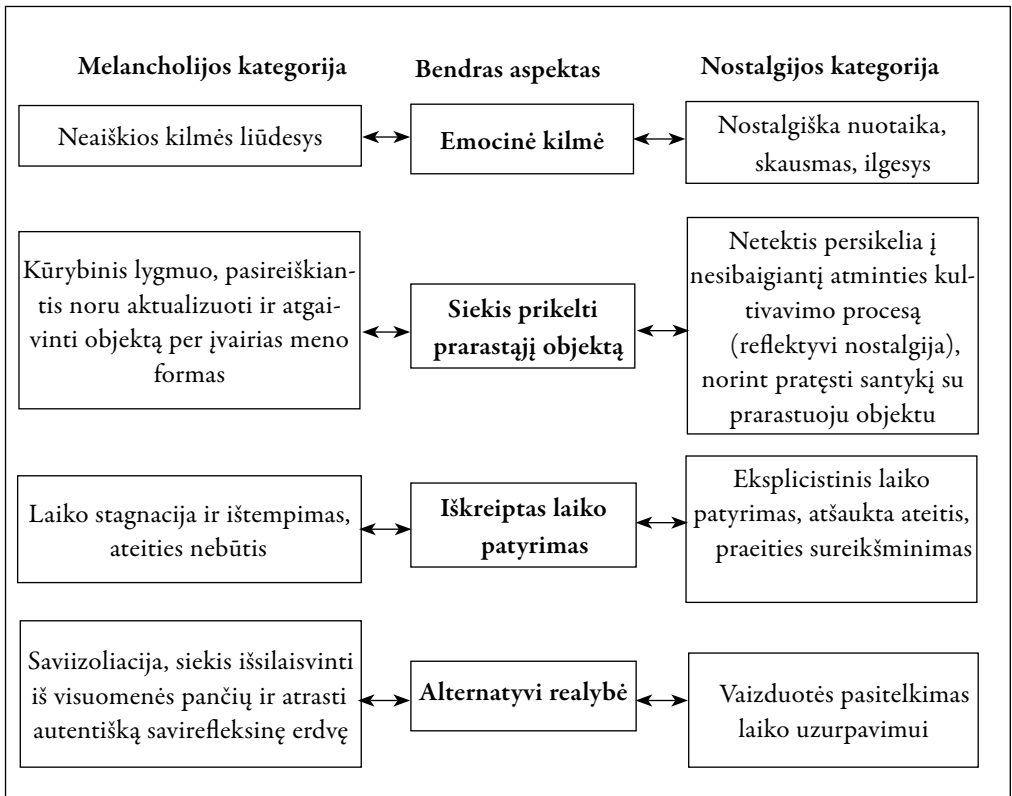 Melancholijos kategorija
Bendras aspektas
Nostalgijos kategorija
Neaiškios kilmės liūdesys
Emocinė kilmė
Nostalgiška nuotaika,
skausmas, ilgesys
Kūrybinis lygmuo, pasireiškian-
tis noru aktualizuoti ir atgai-
vinti objektą per įvairias meno
formas
Siekis prikelti
prarastąjį objektą
Netektis persikelia į
nesibaigiantį atminties kul-
tivavimo procesą
(reflektyvi nostalgija),
norint pratęsti santykį su
prarastuoju objektu
Laiko stagnacija ir ištempimas,
ateities nebūtis
Iškreiptas laiko
patyrimas
Eksplicistinis laiko
patyrimas, atšaukta ateitis,
praeities sureikšminimas
Saviizoliacija, siekis išsilaisvinti
iš visuomenės pančių ir atrasti
autentišką savirefleksinę erdvę
Alternatyvi realybė
Vaizduotės pasitelkimas
laiko uzurpavimui